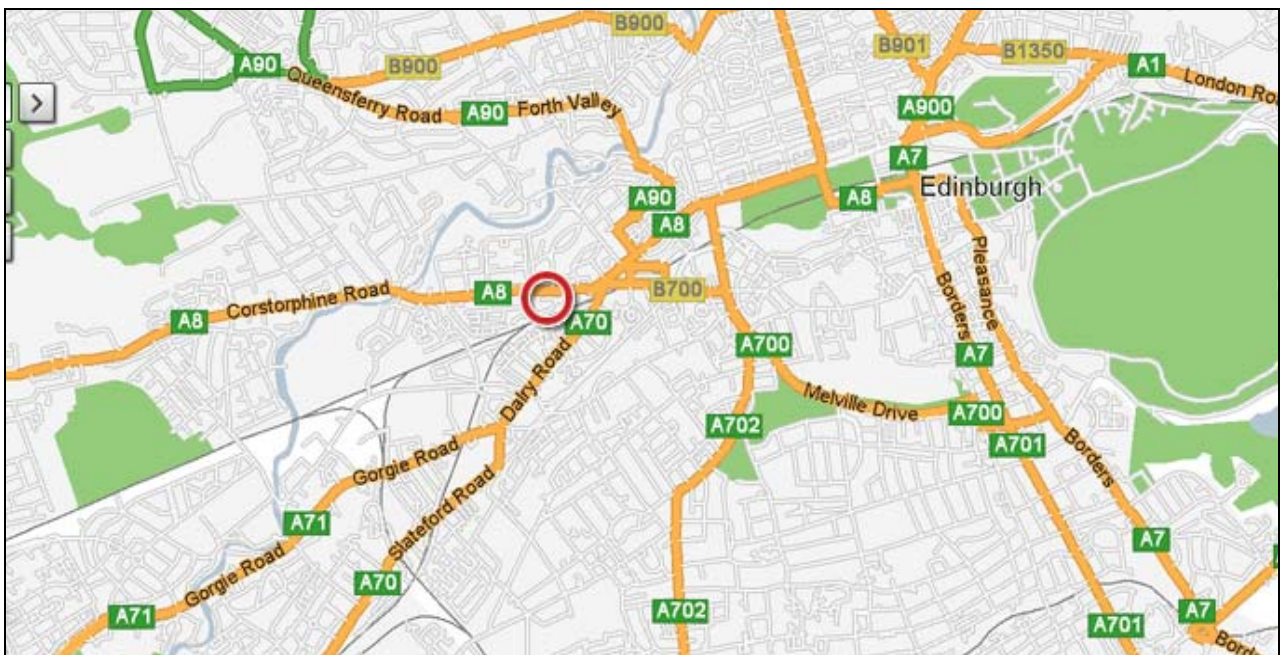 B900
B901
B1350
A90
B900
A1
Queensferry Road
London Ro
>
A90
Forth Valley
A900
A7
Edinburgh
A90
A8
A8
Pleasance
Corstorphine Road
A8
B700
Borders
A8
A70
A700
A7
Dalry Road
Melville Drive
A700
A702
A701
Gorgie Road
Borders
Slateford Road
A71
A7
Gorgie Road
A70
A71
A702
A701
A7
Bord